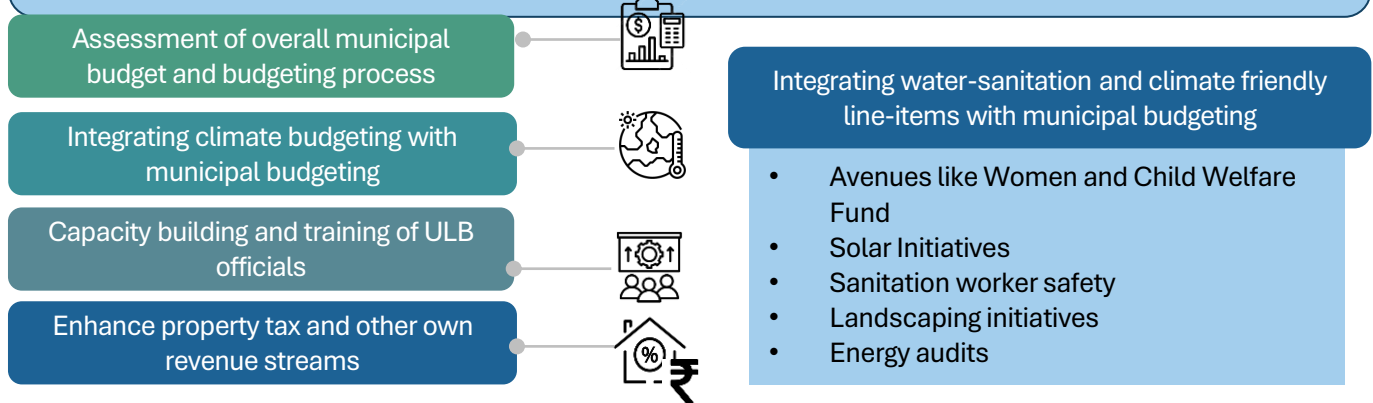 Assessment of overall municipal
budget and budgeting process
Integrating climate budgeting with
municipal budgeting
Capacity building and training of ULB
officials
Enhance property tax and other own
revenue streams
$
%
₹
Integrating water-sanitation and climate friendly
line-items with municipal budgeting
• Avenues like Women and Child Welfare
Fund
• Solar Initiatives
• Sanitation worker safety
• Landscaping initiatives
• Energy audits